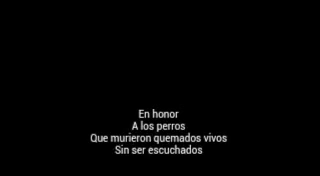 En honor
A los perros
Que murieron quemados vivos
Sin ser escuchados